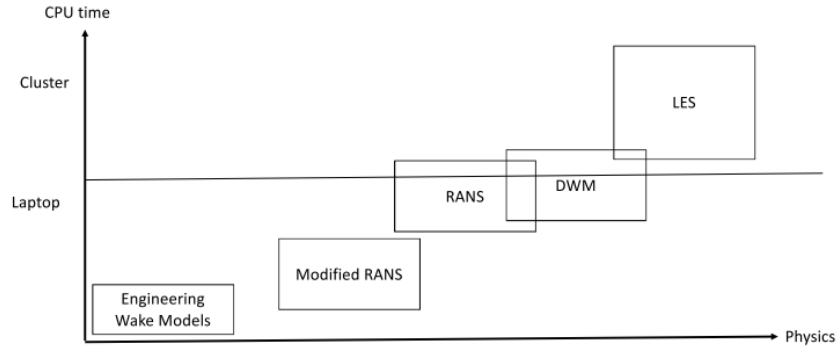 CPU time
Cluster
LES
Laptop
RANS
DWM
Modified RANS
Engineering
Wake Models
Physics